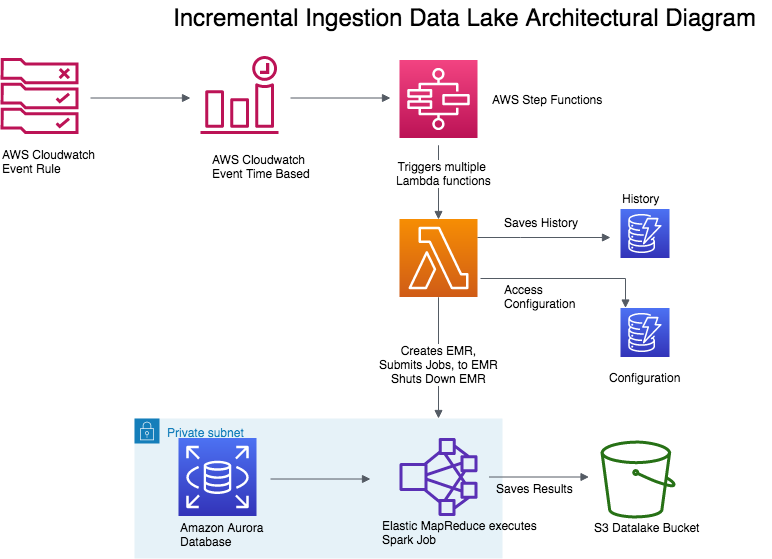 Incremental Ingestion Data Lake Architectural Diagram
AWS Cloudwatch
Event Rule
AWS Cloudwatch
Event Time Based
AWS Step Functions
Triggers multiple
Lambda functions
Saves History
History
Access
Configuration
Configuration
Creates EMR,
Submits Jobs, to EMR
Shuts Down EMR
Private subnet
Amazon Aurora
Database
Elastic MapReduce executes
Spark Job
Saves Results
S3 Datalake Bucket